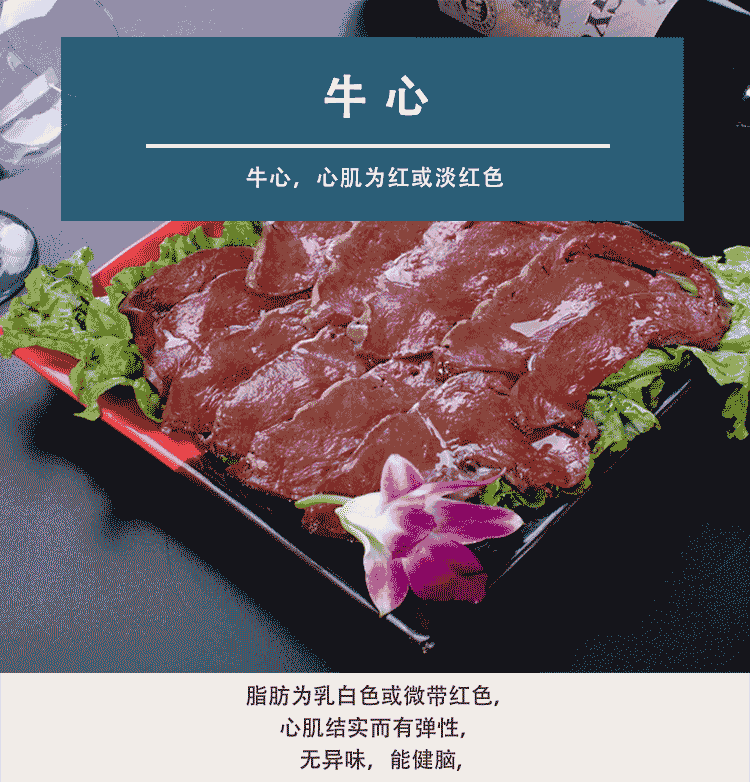 牛心
牛心，心肌为红或淡红色
脂肪为乳白色或微带红色，
心肌结实而有弹性，
无异味，能健脑，